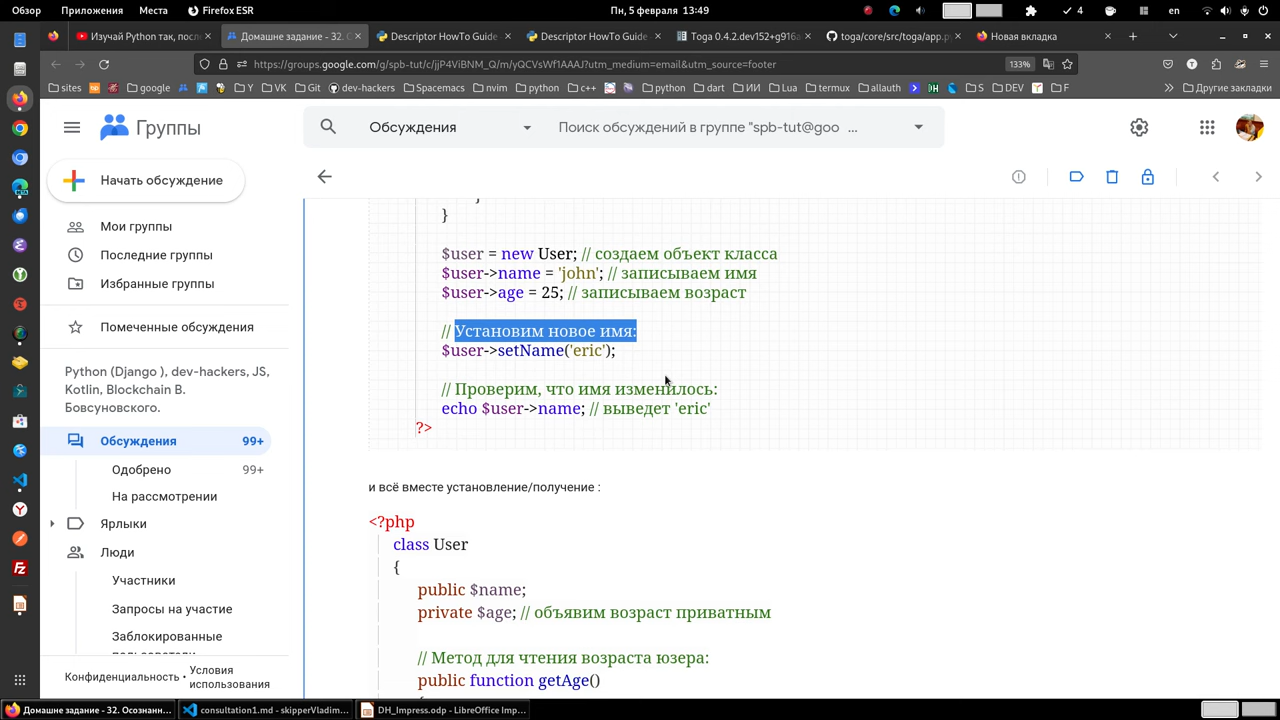 Обзор Приложения Места Firefox ESR Пн, 5 февраля 13:49 4 en
Изучай Python так, посл Домашне задание - 32. О Descriptor HowTo Guide Descriptor HowTo Guide Toga 0.4.2.dev152+g916a toga/core/src/toga/app.py Новая вкладка
https://groups.google.com/g/spb-tut/c/jjP4ViBNM_Q/m/yQCVsWf1AAAJ?utm_medium=email&utm_source=footer 133%
sites google Y VK Git dev-hackers Spacemacs nvim python c++ python dart ИИ Lua termux allauth S DEV T F Другие закладки
Группы Обсуждения Поиск обсуждений в группе "spb-tut@goo ...
Начать обсуждение
Мои группы
Последние группы
Избранные группы
Помеченные обсуждения
Python (Django ), dev-hackers, JS,
Kotlin, Blockchain В.
Бовсуновского.
Обсуждения 99+
Одобрено 99+
На рассмотрении
Ярлыки
Люди
Участники
Запросы на участие
Заблокированные
Конфиденциальность • Условия
использования
}
$user = new User; // создаем объект класса
$user->name = 'john'; // записываем имя
$user->age = 25; // записываем возраст
// Установим новое имя:
$user->setName('eric');
// Проверим, что имя изменилось:
echo $user->name; // выведет 'eric'
?>
и всё вместе установление/получение :
<?php
class User
{
public $name;
private $age; // объявим возраст приватным
// Метод для чтения возраста юзера:
public function getAge()
Домашне задание - 32. Осознанн... consultation1.md - skipperVladim... DH_Impress.odp - LibreOffice Imp...